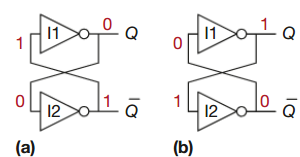 0 1
1 I1 Q 0 I1 Q
0 1 1 0
I2 Q̅ I2 Q̅
(a) (b)